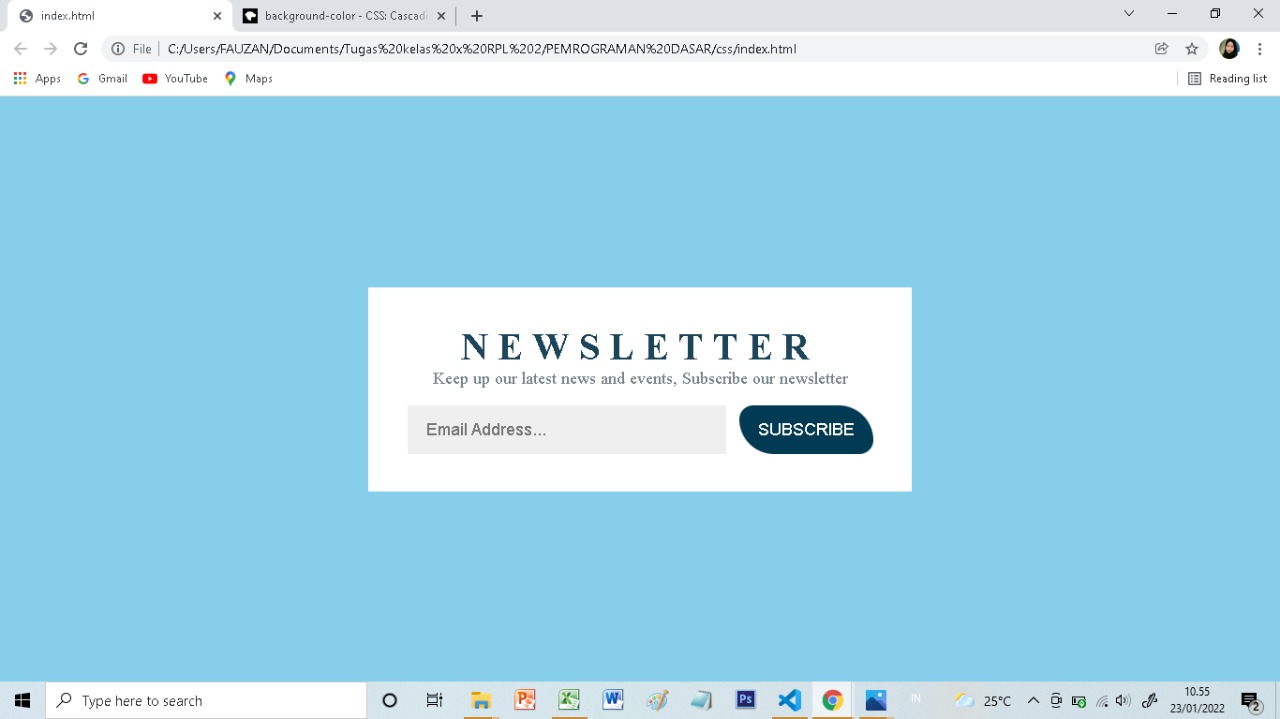 index.html
background-color - CSS: Cascadi
File
C:/Users/FAUZAN/Documents/Tugas%20kelas%20x%20RPL%202/PEMROGRAMAN%20DASAR/css/index.html
Apps
Gmail
YouTube
Maps
Reading list
NEWSLETTER
Keep up our latest news and events, Subscribe our newsletter
Email Address...
SUBSCRIBE
Type here to search
IN
25°C
10.55
23/01/2022
2